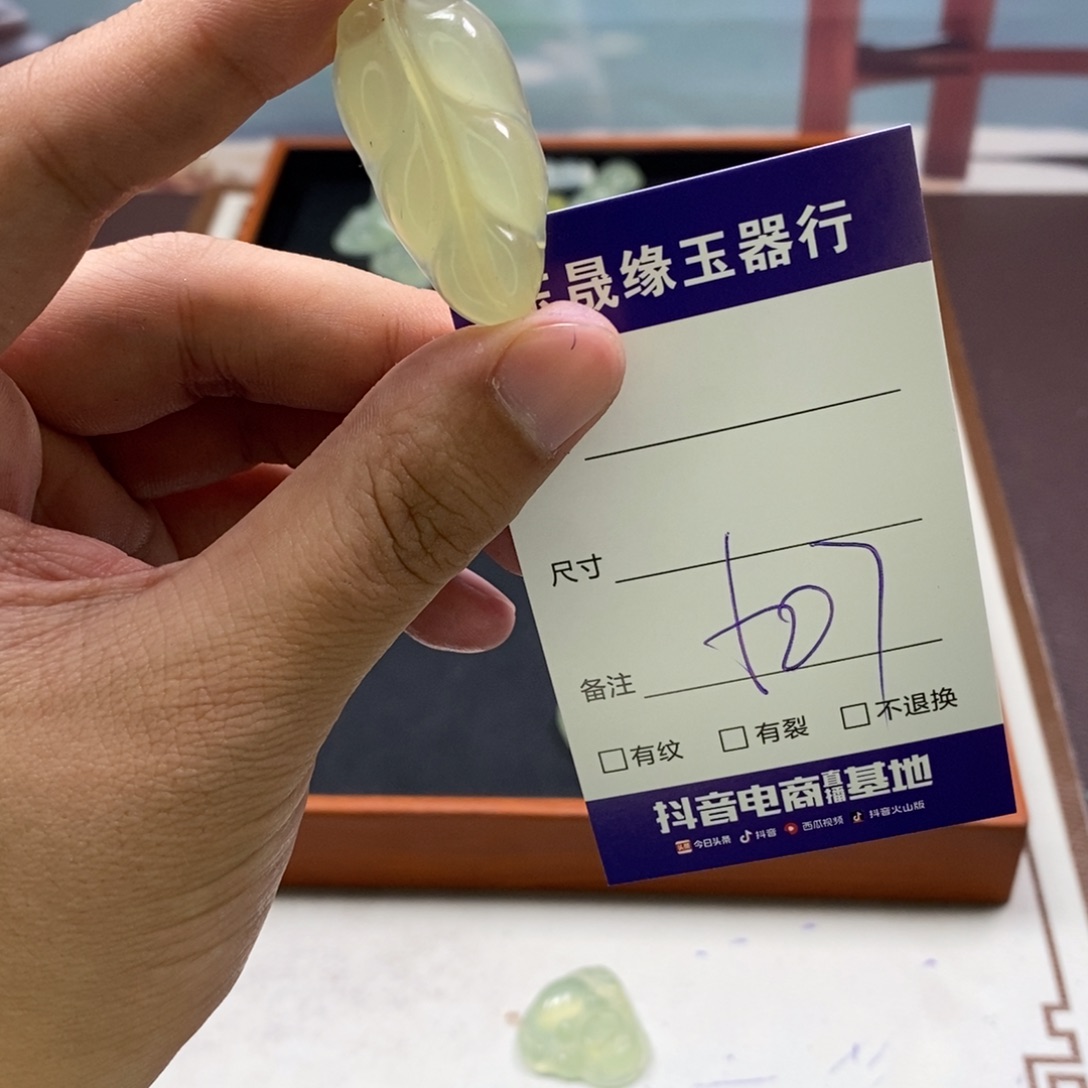 晟缘玉器行
尺寸
备注
有纹 有裂 不退换
抖音电商直播基地
头条 今日头条 抖音 西瓜视频 抖音火山版